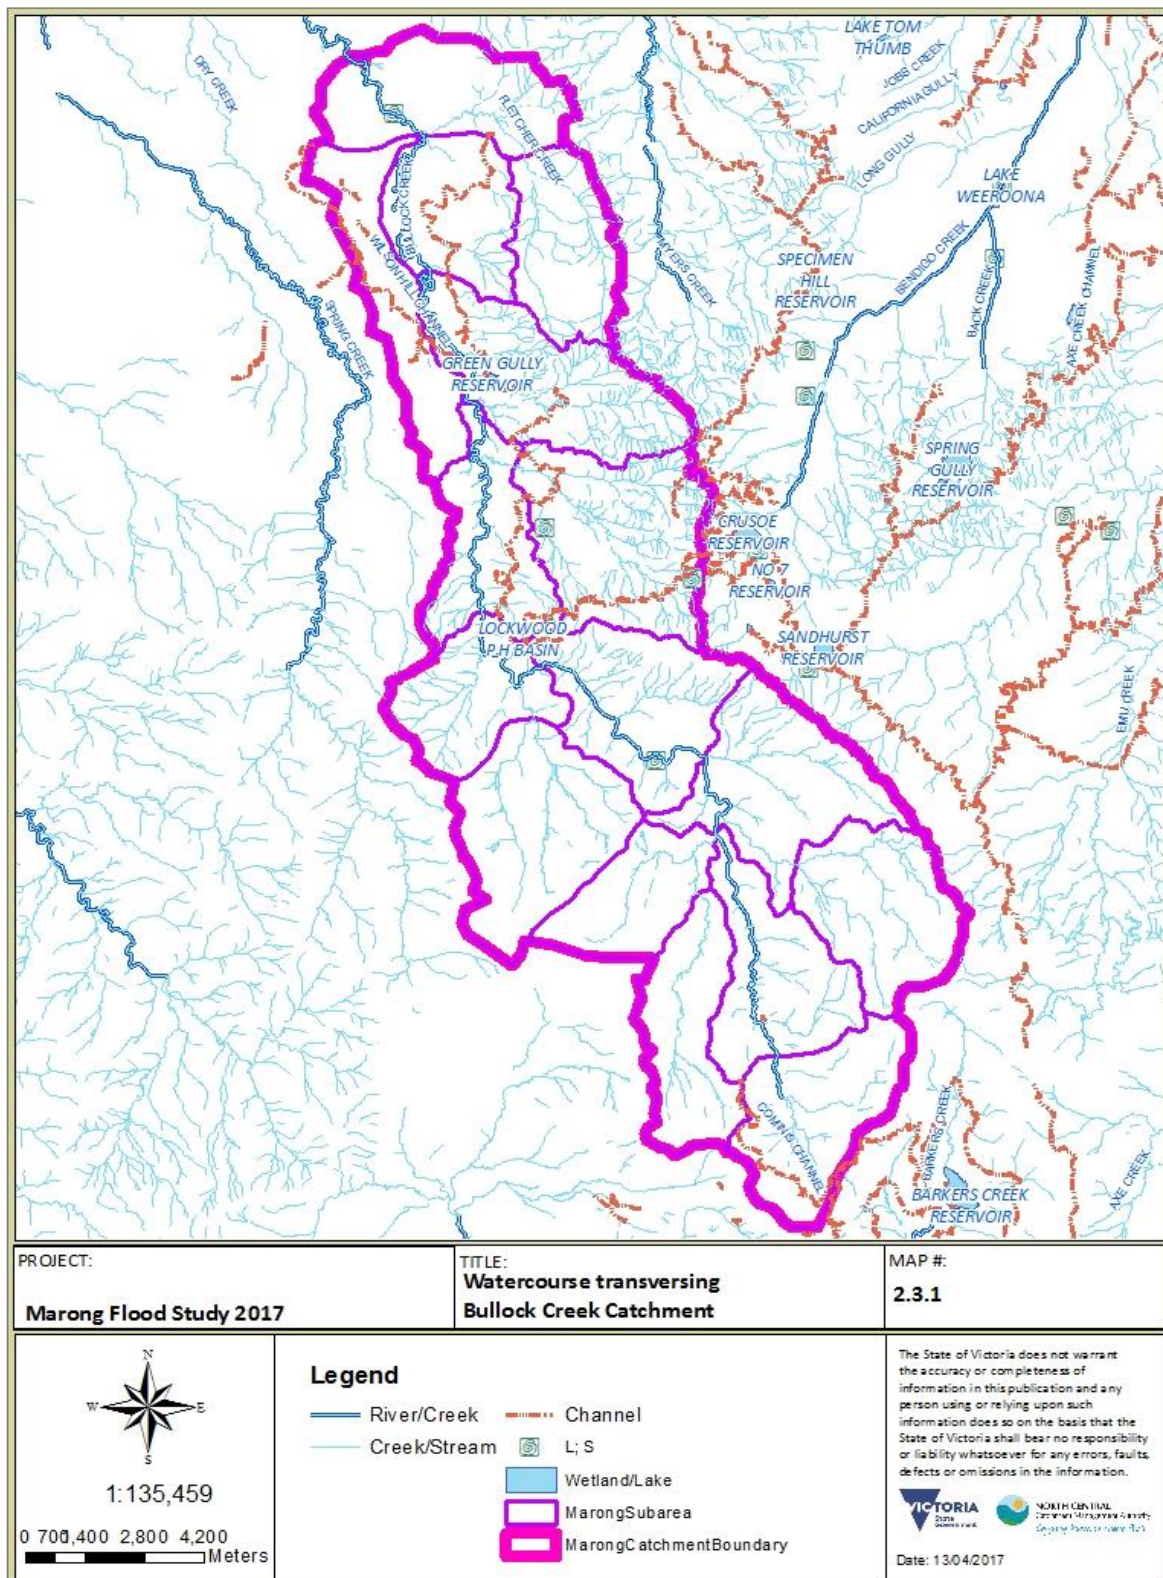 LAKE TOM
THUMB
DRY CREEK
JOBS CREEK
CALIFORNIA GULLY
FLETCHER CREEK
LONG GULLY
LAKE
WEEROONA
BULLOCK CREEK
MYERS CREEK
BENDIGO CREEK
SPECIMEN
HILL
RESERVOIR
BACK CREEK
AXE CREEK CHANNEL
WILSON HILL CHANNEL
SPRING CREEK
GREEN GULLY
RESERVOIR
SPRING
GULLY
RESERVOIR
CRUSOE
RESERVOIR
NO 7
RESERVOIR
LOCKWOOD
P.H BASIN
SANDHURST
RESERVOIR
EMU CREEK
COMINIS CHANNEL
BARKERS CREEK
BARKERS CREEK
RESERVOIR
AXE CREEK
PROJECT:
Marong Flood Study 2017
TITLE:
Watercourse transversing
Bullock Creek Catchment
MAP #:
2.3.1
N
W E
S
1:135,459
0 700 1,400 2,800 4,200
Meters
Legend
River/Creek
Creek/Stream
Channel
L; S
Wetland/Lake
MarongSubarea
MarongCatchmentBoundary
The State of Victoria does not warrant
the accuracy or completeness of
information in this publication and any
person using or relying upon such
information does so on the basis that the
State of Victoria shall bear no responsibility
or liability whatsoever for any errors, faults,
defects or omissions in the information.
VICTORIA
State
Government
NORTH CENTRAL
Catchment Management Authority
Date: 13/04/2017